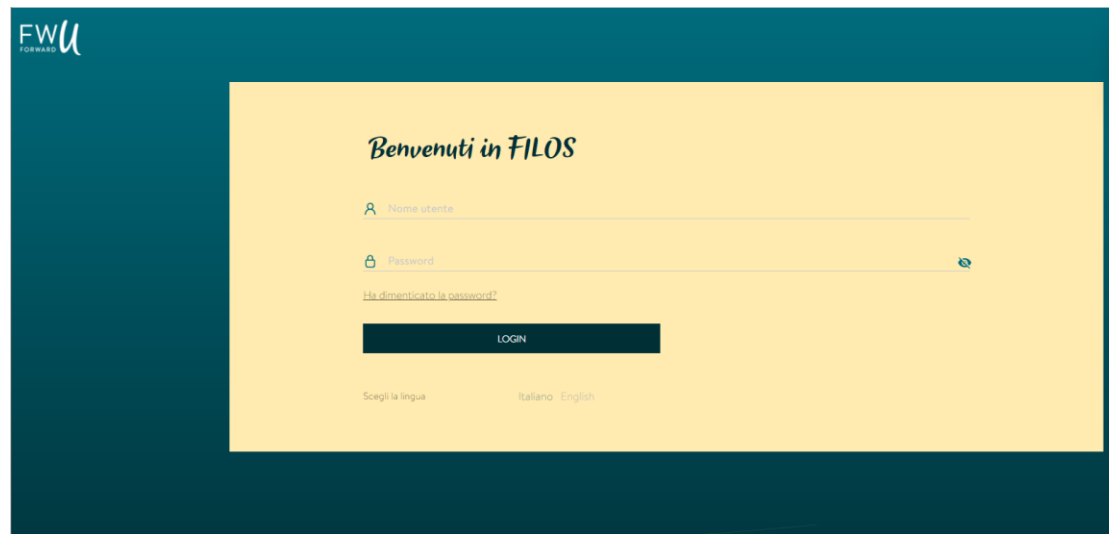 FWU
FORWARD
Benvenuti in FILOS
Nome utente
Password
Ha dimenticato la password?
LOGIN
Scegli la lingua Italiano English